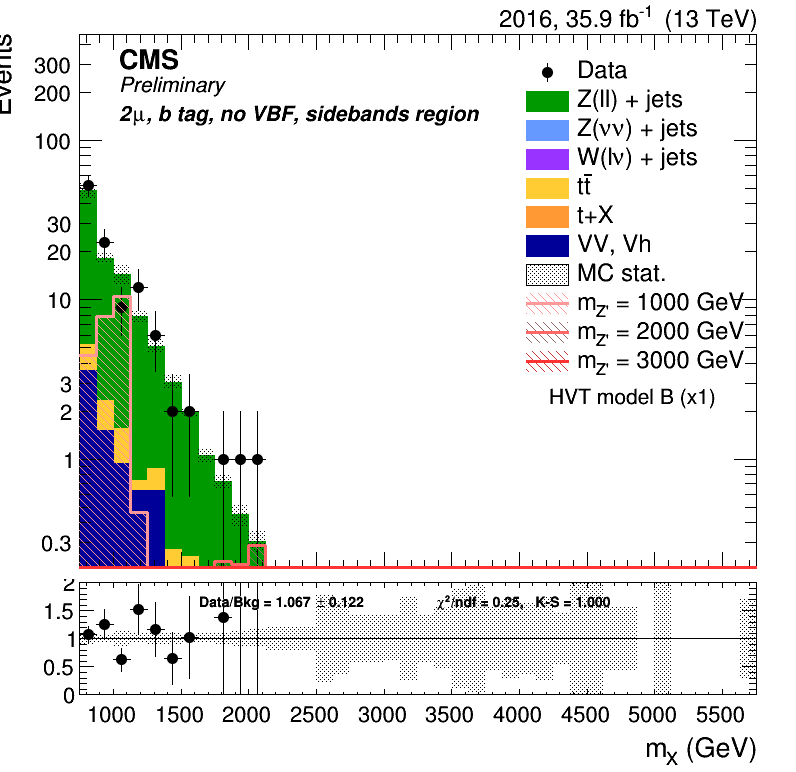 2016, 35.9 fb⁻¹ (13 TeV)
Events
CMS
Preliminary
2μ, b tag, no VBF, sidebands region
Data
Z(ll) + jets
Z(νν) + jets
W(lν) + jets
tt̄
t+X
VV, Vh
MC stat.
m_Z' = 1000 GeV
m_Z' = 2000 GeV
m_Z' = 3000 GeV
HVT model B (x1)
300
200
100
30
20
10
3
2
1
0.3
2
1.5
1
0.5
0
Data/Bkg = 1.067 ± 0.122 χ²/ndf = 0.25, K-S = 1.000
1000 1500 2000 2500 3000 3500 4000 4500 5000 5500
m_X (GeV)